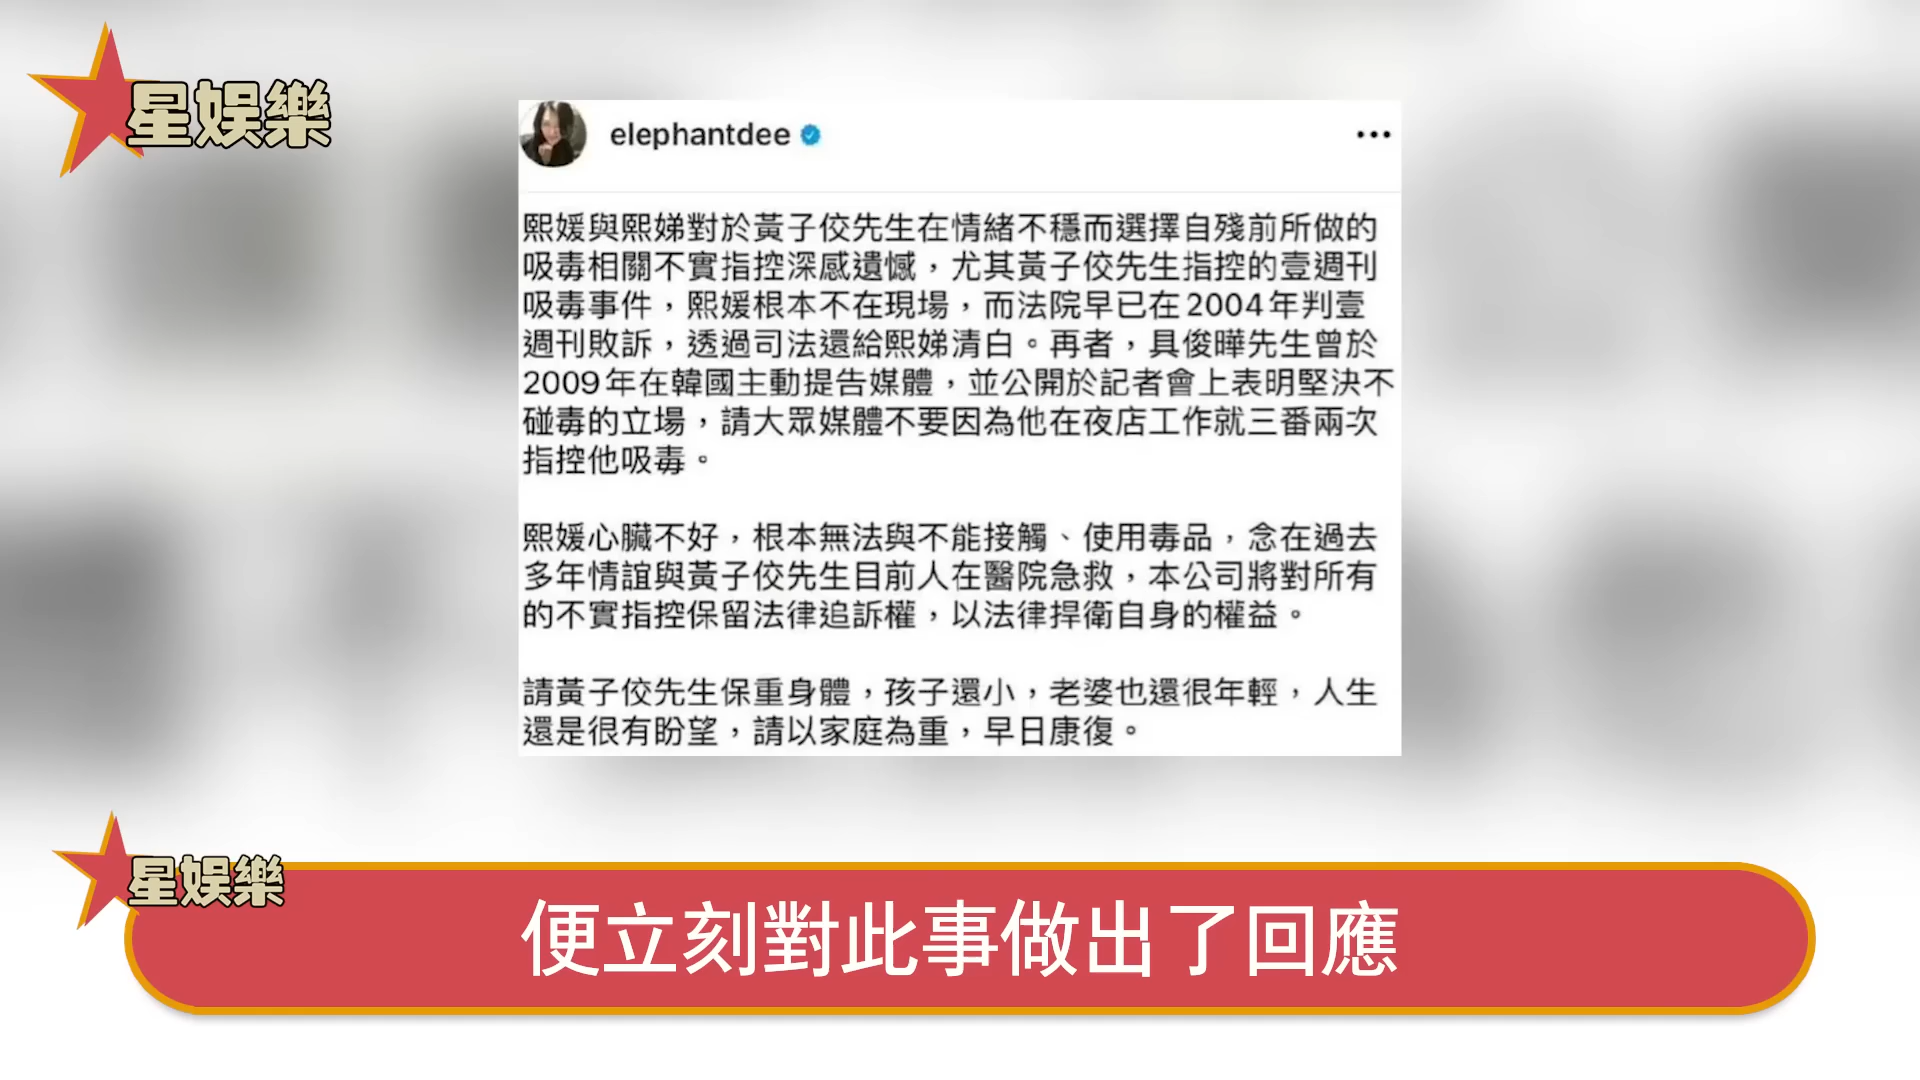 星娛樂
elephantdee
熙媛與熙娣對於黃子佼先生在情緒不穩而選擇自殘前所做的
吸毒相關不實指控深感遺憾，尤其黃子佼先生指控的壹週刊
吸毒事件，熙媛根本不在現場，而法院早已在2004年判壹
週刊敗訴，透過司法還給熙娣清白。再者，具俊曄先生曾於
2009年在韓國主動提告媒體，並公開於記者會上表明堅決不
碰毒的立場，請大眾媒體不要因為他在夜店工作就三番兩次
指控他吸毒。
熙媛心臟不好，根本無法與不能接觸、使用毒品，念在過去
多年情誼與黃子佼先生目前人在醫院急救，本公司將對所有
的不實指控保留法律追訴權，以法律捍衛自身的權益。
請黃子佼先生保重身體，孩子還小，老婆也還很年輕，人生
還是很有盼望，請以家庭為重，早日康復。
星娛樂
便立刻對此事做出了回應